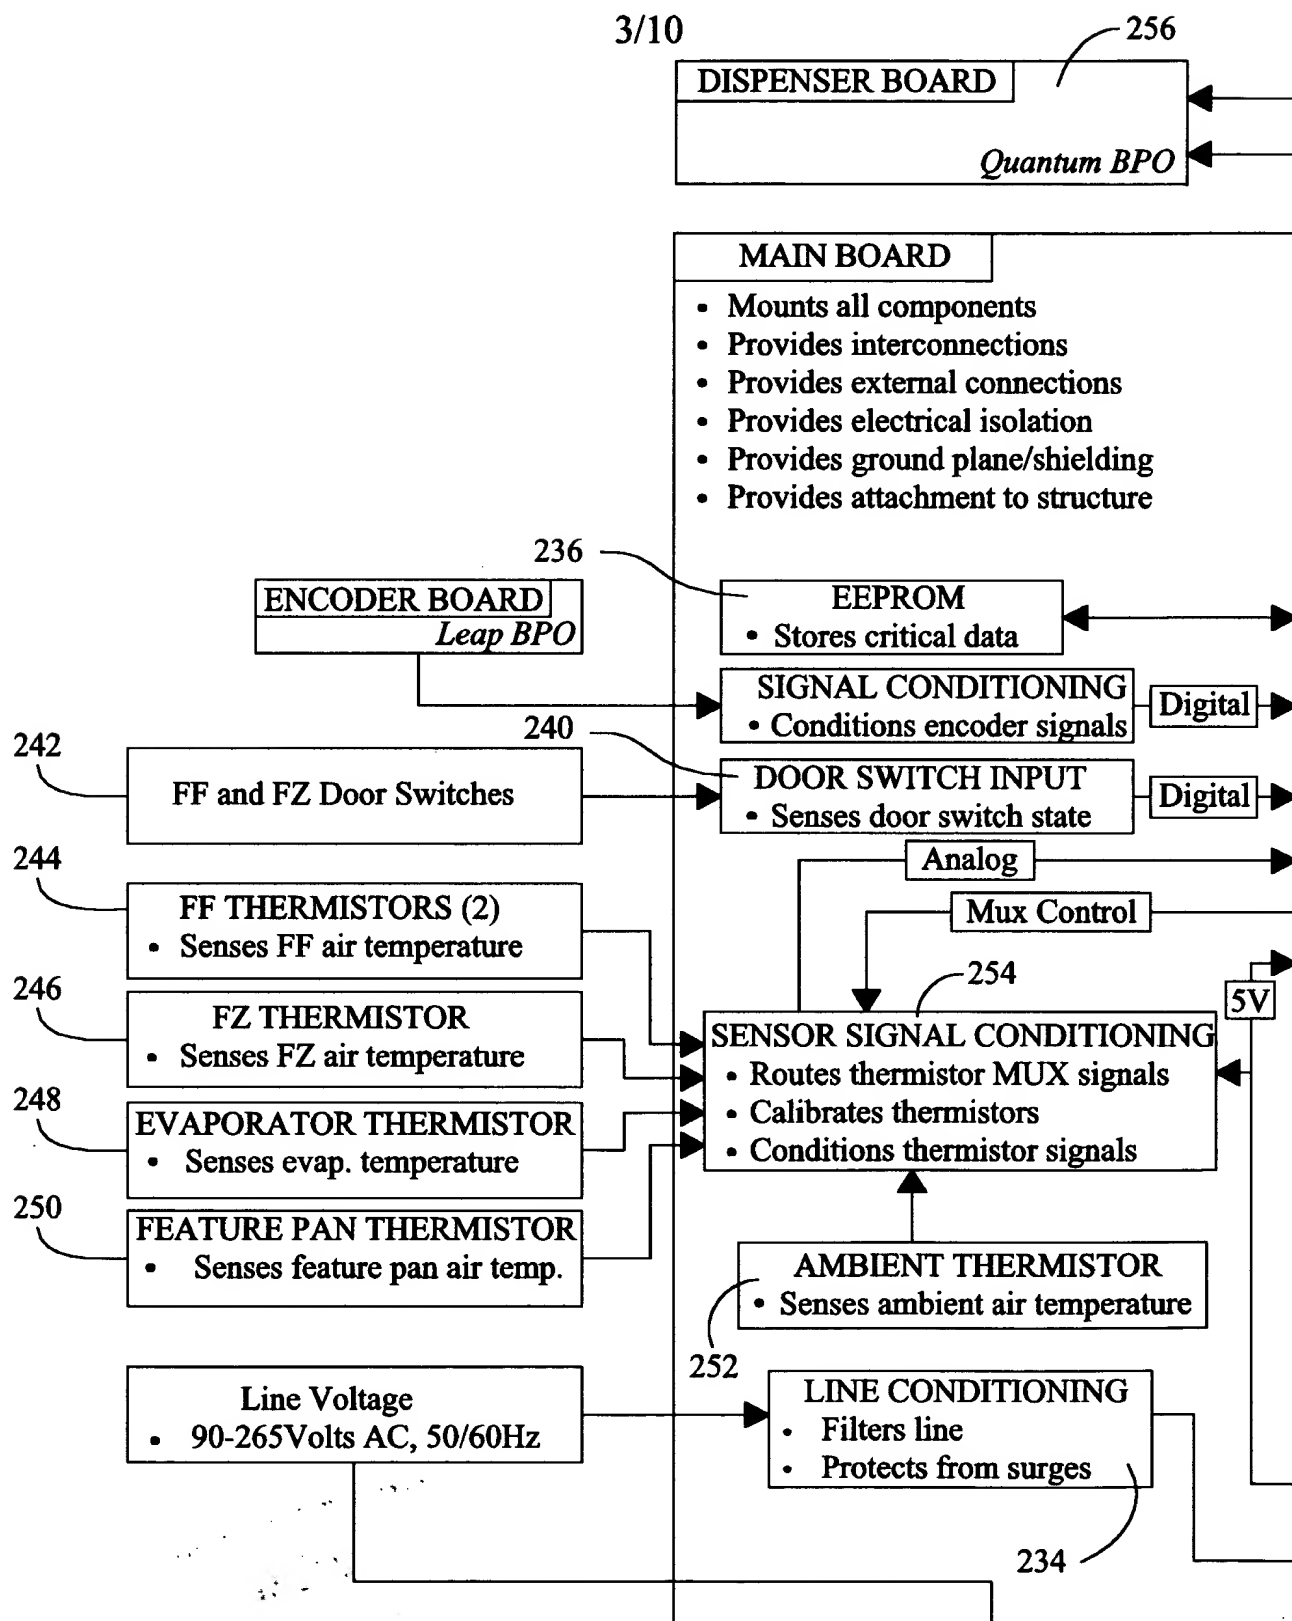 3/10
256
DISPENSER BOARD
Quantum BPO
MAIN BOARD
• Mounts all components
• Provides interconnections
• Provides external connections
• Provides electrical isolation
• Provides ground plane/shielding
• Provides attachment to structure
236
ENCODER BOARD
Leap BPO
EEPROM
• Stores critical data
SIGNAL CONDITIONING
• Conditions encoder signals
Digital
242
240
FF and FZ Door Switches
DOOR SWITCH INPUT
• Senses door switch state
Digital
Analog
Mux Control
244
FF THERMISTORS (2)
• Senses FF air temperature
254
5V
246
FZ THERMISTOR
• Senses FZ air temperature
SENSOR SIGNAL CONDITIONING
• Routes thermistor MUX signals
• Calibrates thermistors
• Conditions thermistor signals
248
EVAPORATOR THERMISTOR
• Senses evap. temperature
250
FEATURE PAN THERMISTOR
• Senses feature pan air temp.
AMBIENT THERMISTOR
• Senses ambient air temperature
252
Line Voltage
• 90-265Volts AC, 50/60Hz
LINE CONDITIONING
• Filters line
• Protects from surges
234